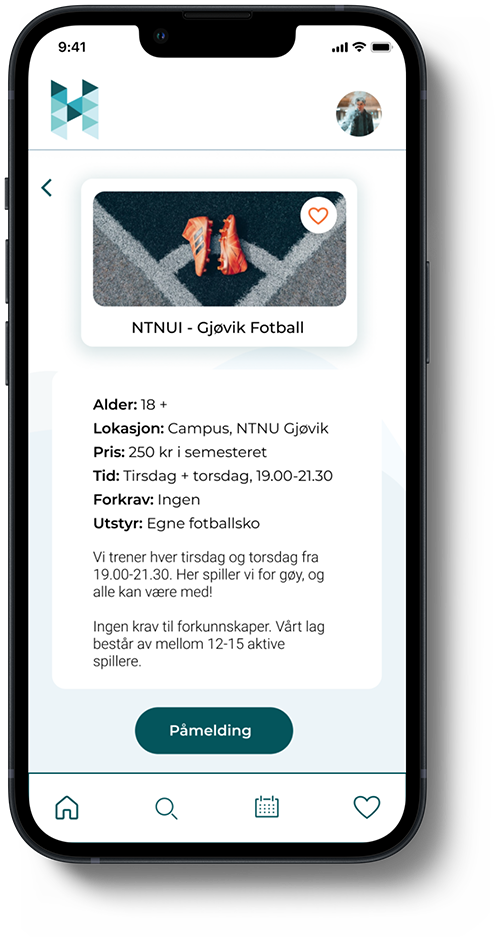 9:41
NTNUI - Gjøvik Fotball
Alder: 18 +
Lokasjon: Campus, NTNU Gjøvik
Pris: 250 kr i semesteret
Tid: Tirsdag + torsdag, 19.00-21.30
Forkrav: Ingen
Utstyr: Egne fotballsko
Vi trener hver tirsdag og torsdag fra
19.00-21.30. Her spiller vi for gøy, og
alle kan være med!
Ingen krav til forkunnskaper. Vårt lag
består av mellom 12-15 aktive
spillere.
Påmelding